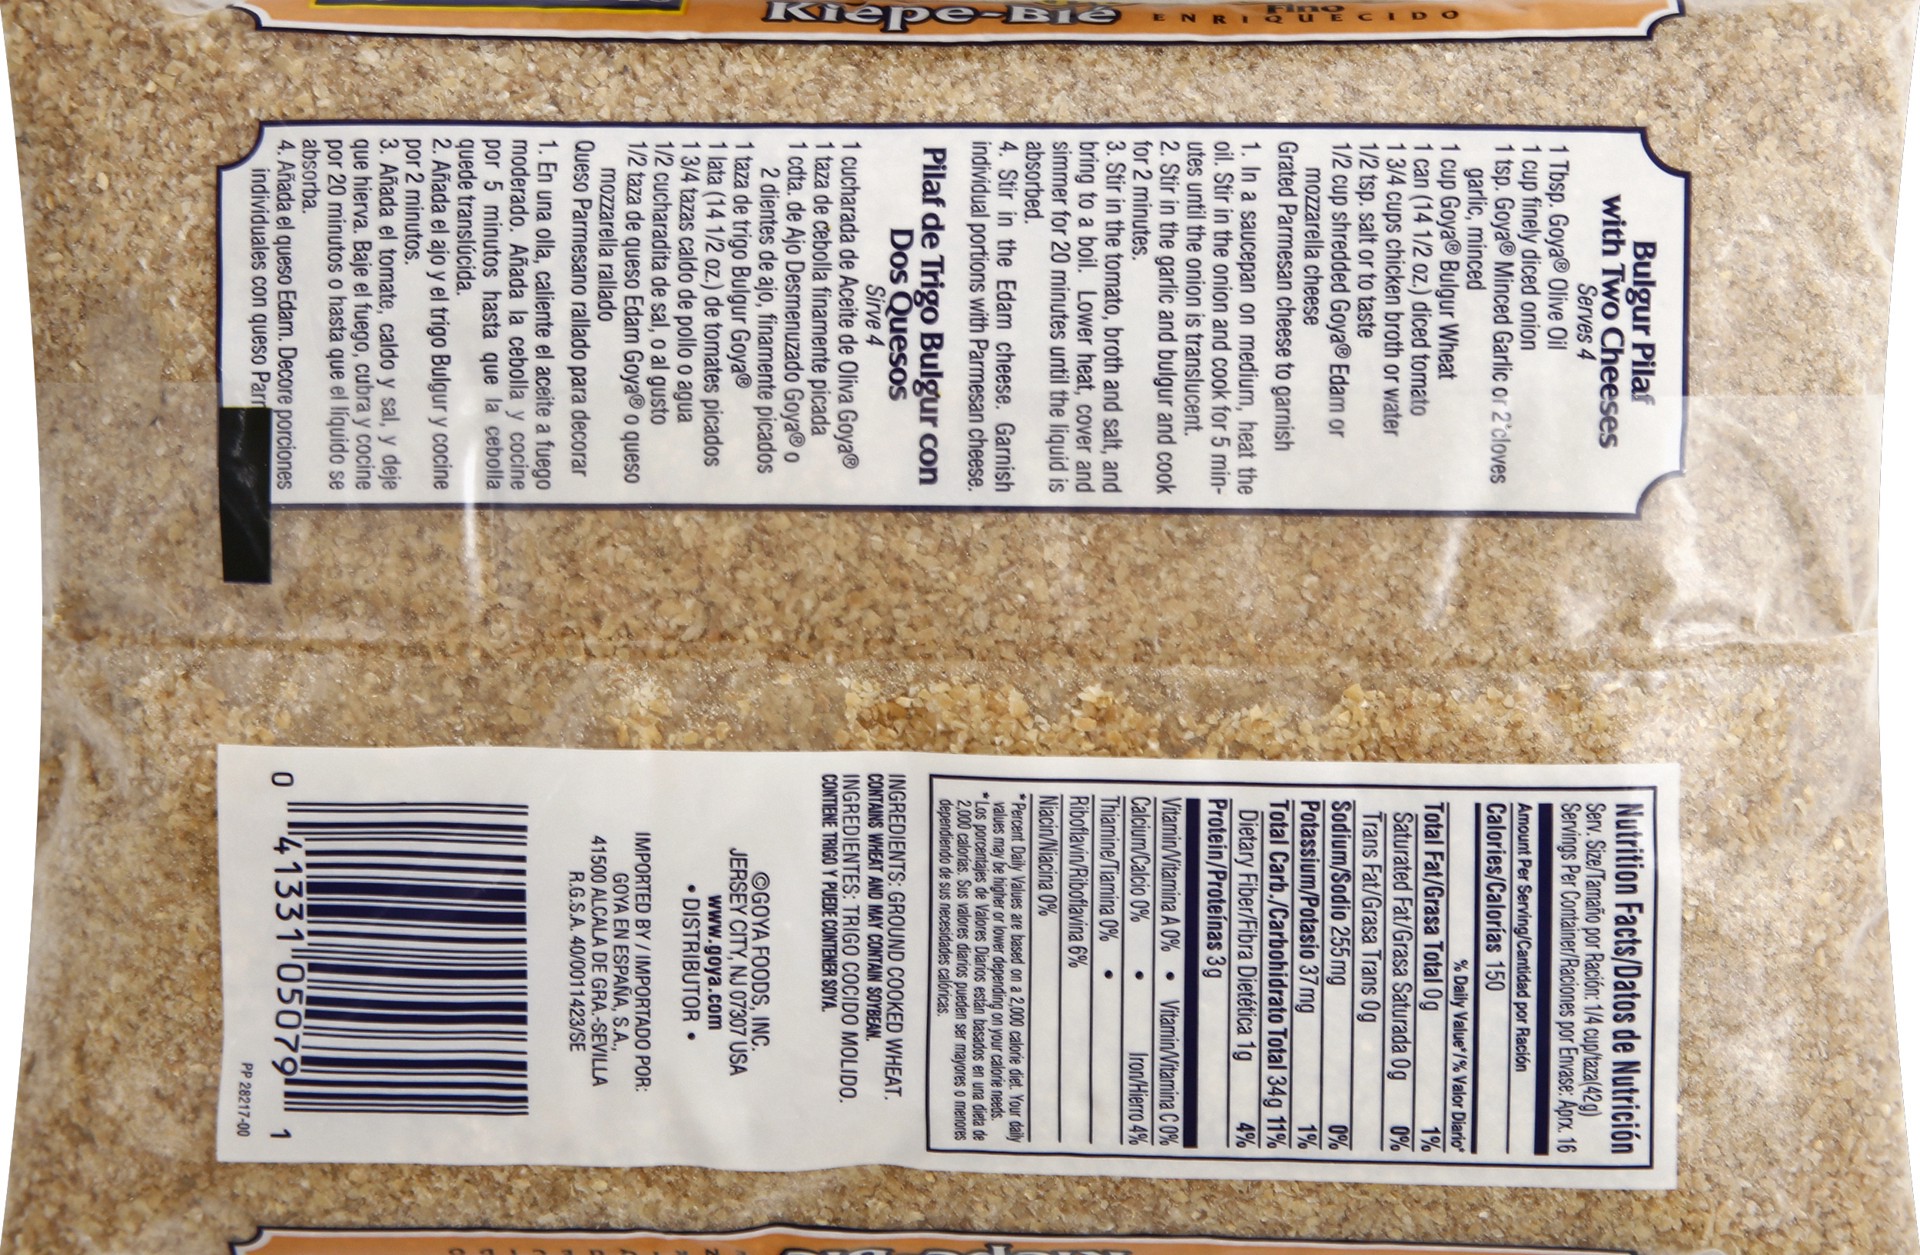 Kiépe-Blé
Fino
ENRIQUECIDO
Bulgur Pilaf
with Two Cheeses
Serves 4
1 Tbsp. Goya® Olive Oil
1 cup finely diced onion
1 tsp. Goya® Minced Garlic or 2 cloves
garlic, minced
1 cup Goya® Bulgur Wheat
1 can (14 1/2 oz.) diced tomato
1 3/4 cups chicken broth or water
1/2 tsp. salt or to taste
1/2 cup shredded Goya® Edam or
mozzarella cheese
Grated Parmesan cheese to garnish
1. In a saucepan on medium, heat the
oil. Stir in the onion and cook for 5 min-
utes until the onion is translucent.
2. Stir in the garlic and bulgur and cook
for 2 minutes.
3. Stir in the tomato, broth and salt, and
bring to a boil. Lower heat, cover and
simmer for 20 minutes until the liquid is
absorbed.
4. Stir in the Edam cheese. Garnish
individual portions with Parmesan cheese.
Pilaf de Trigo Bulgur con
Dos Quesos
Sirve 4
1 cucharada de Aceite de Oliva Goya®
1 taza de cebolla finamente picada
1 cdta. de Ajo Desmenuzado Goya® o
2 dientes de ajo, finamente picados
1 taza de trigo Bulgur Goya®
1 lata (14 1/2 oz.) de tomates picados
1 3/4 tazas caldo de pollo o agua
1/2 cucharadita de sal, o al gusto
1/2 taza de queso Edam Goya® o queso
mozzarella rallado
Queso Parmesano rallado para decorar
1. En una olla, caliente el aceite a fuego
moderado. Añada la cebolla y cocine
por 5 minutos hasta que la cebolla
quede translúcida.
2. Añada el ajo y el trigo Bulgur y cocine
por 2 minutos.
3. Añada el tomate, caldo y sal, y deje
que hierva. Baje el fuego, cubra y cocine
por 20 minutos o hasta que el líquido se
absorba.
4. Añada el queso Edam. Decore porciones
individuales con queso Parr
Nutrition Facts/Datos de Nutrición
Serv. Size/Tamaño por Ración: 1/4 cup/taza(42g)
Servings Per Container/Raciones por Envase: Aprx. 16
Amount Per Serving/Cantidad por Ración
Calories/Calorías 150
% Daily Value*/% Valor Diario*
Total Fat/Grasa Total 0g 1%
Saturated Fat/Grasa Saturada 0g 0%
Trans Fat/Grasa Trans 0g
Sodium/Sodio 255mg 0%
Potassium/Potasio 37mg 1%
Total Carb./Carbohidrato Total 34g 11%
Dietary Fiber/Fibra Dietética 1g 4%
Protein/Proteínas 3g
Vitamin/Vitamina A 0% • Vitamin/Vitamina C 0%
Calcium/Calcio 0% • Iron/Hierro 4%
Thiamine/Tiamina 0% •
Riboflavin/Riboflavina 6%
Niacin/Niacina 0%
*Percent Daily Values are based on a 2,000 calorie diet. Your daily
values may be higher or lower depending on your calorie needs.
*Los porcentajes de Valores Diarios están basados en una dieta de
2,000 calorías. Sus valores diarios pueden ser mayores o menores
dependiendo de sus necesidades calóricas.
INGREDIENTS: GROUND COOKED WHEAT.
CONTAINS WHEAT AND MAY CONTAIN SOYBEAN.
INGREDIENTES: TRIGO COCIDO MOLIDO.
CONTIENE TRIGO Y PUEDE CONTENER SOYA.
©GOYA FOODS, INC.
JERSEY CITY, NJ 07307 USA
www.goya.com
• DISTRIBUTOR •
IMPORTED BY / IMPORTADO POR:
GOYA EN ESPAÑA, S.A.,
41500 ALCALA DE GRA.-SEVILLA
R.G.S.A. 40/0011423/SE
0 41331 05079 1
PP 28217-00